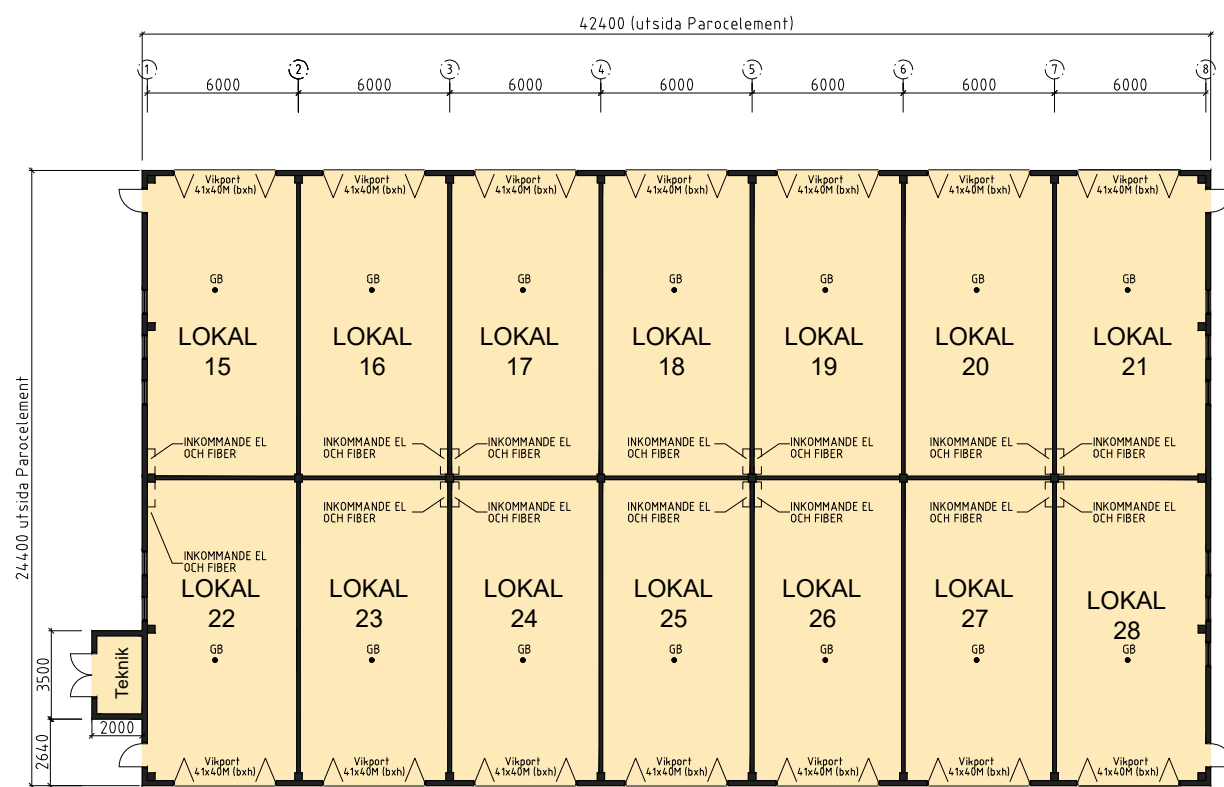 42400 (utsida Parocelement)
1 2 3 4 5 6 7 8
6000 6000 6000 6000 6000 6000 6000
Vikport Vikport Vikport Vikport Vikport Vikport Vikport
41x40M (bxh) 41x40M (bxh) 41x40M (bxh) 41x40M (bxh) 41x40M (bxh) 41x40M (bxh) 41x40M (bxh)
GB GB GB GB GB GB GB
LOKAL LOKAL LOKAL LOKAL LOKAL LOKAL LOKAL
15 16 17 18 19 20 21
24400 utsida Parocelement
INKOMMANDE EL INKOMMANDE EL INKOMMANDE EL INKOMMANDE EL INKOMMANDE EL INKOMMANDE EL INKOMMANDE EL
OCH FIBER OCH FIBER OCH FIBER OCH FIBER OCH FIBER OCH FIBER OCH FIBER
INKOMMANDE EL INKOMMANDE EL INKOMMANDE EL INKOMMANDE EL INKOMMANDE EL INKOMMANDE EL
OCH FIBER OCH FIBER OCH FIBER OCH FIBER OCH FIBER OCH FIBER
INKOMMANDE EL
OCH FIBER
LOKAL LOKAL LOKAL LOKAL LOKAL LOKAL LOKAL
22 23 24 25 26 27 28
GB GB GB GB GB GB GB
3500
Teknik
2000
2640
Vikport Vikport Vikport Vikport Vikport Vikport Vikport
41x40M (bxh) 41x40M (bxh) 41x40M (bxh) 41x40M (bxh) 41x40M (bxh) 41x40M (bxh) 41x40M (bxh)